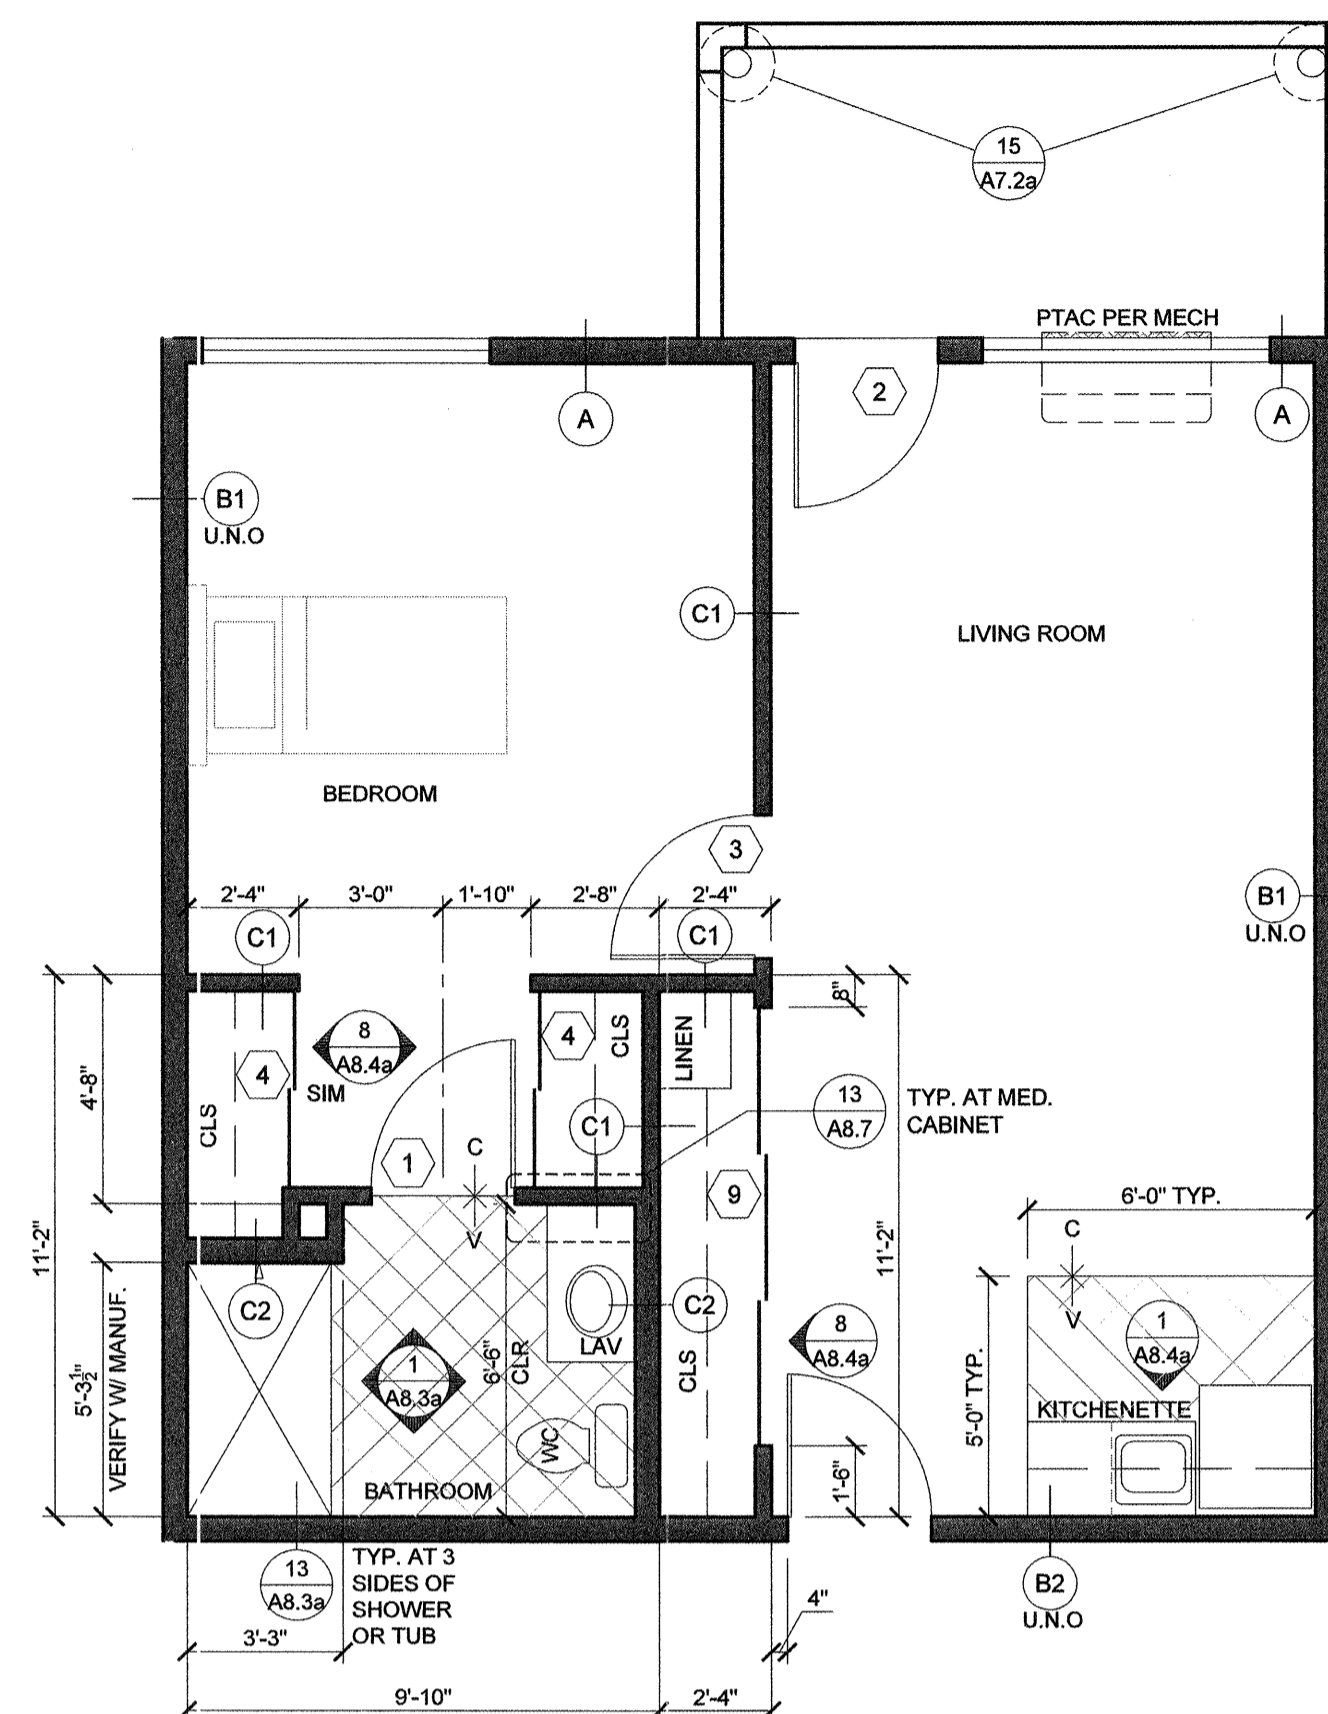 15
A7.2a
PTAC PER MECH
2
A
A
B1
U.N.O
C1
LIVING ROOM
BEDROOM
3
2'-4"
3'-0"
1'-10"
2'-8"
2'-4"
B1
U.N.O
C1
C1
8"
8
A8.4a
SIM
4
4
CLS
CLS
LINEN
C1
13
A8.7
TYP. AT MED.
CABINET
4'-8"
11'-2"
1
C
V
9
11'-2"
6'-0" TYP.
C
V
C2
C2
5'-3½"
VERIFY W/ MANUF.
LAV
6'-6"
CLR
1
A8.3a
CLS
8
A8.4a
1
A8.4a
5'-0" TYP.
KITCHENETTE
WC
BATHROOM
1'-6"
13
A8.3a
TYP. AT 3
SIDES OF
SHOWER
OR TUB
B2
U.N.O
4"
3'-3"
9'-10"
2'-4"